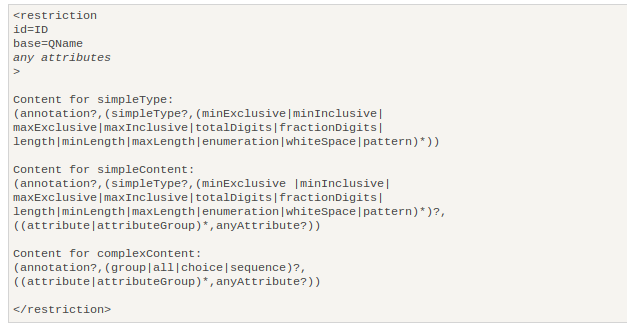 <restriction
id=ID
base=QName
any attributes
>

Content for simpleType:
(annotation?,(simpleType?,(minExclusive|minInclusive|
maxExclusive|maxInclusive|totalDigits|fractionDigits|
length|minLength|maxLength|enumeration|whiteSpace|pattern)*))

Content for simpleContent:
(annotation?,(simpleType?,(minExclusive |minInclusive|
maxExclusive|maxInclusive|totalDigits|fractionDigits|
length|minLength|maxLength|enumeration|whiteSpace|pattern)*)?,
((attribute|attributeGroup)*,anyAttribute?))

Content for complexContent:
(annotation?,(group|all|choice|sequence)?,
((attribute|attributeGroup)*,anyAttribute?))

</restriction>